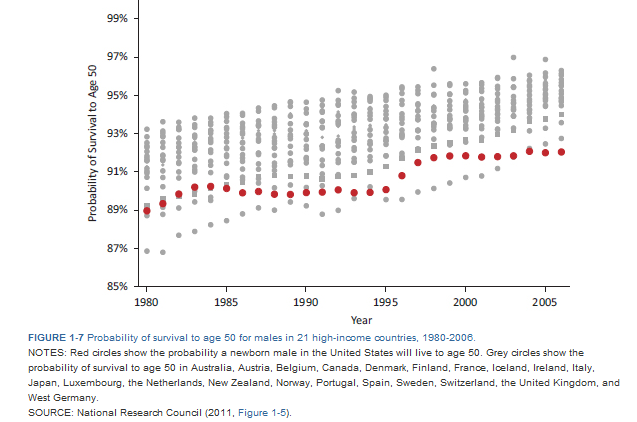 99%
97%
95%
93%
91%
89%
87%
85%
Probability of Survival to Age 50
1980 1985 1990 1995 2000 2005
Year
FIGURE 1-7 Probability of survival to age 50 for males in 21 high-income countries, 1980-2006.
NOTES: Red circles show the probability a newborn male in the United States will live to age 50. Grey circles show the
probability of survival to age 50 in Australia, Austria, Belgium, Canada, Denmark, Finland, France, Iceland, Ireland, Italy,
Japan, Luxembourg, the Netherlands, New Zealand, Norway, Portugal, Spain, Sweden, Switzerland, the United Kingdom, and
West Germany.
SOURCE: National Research Council (2011, Figure 1-5).